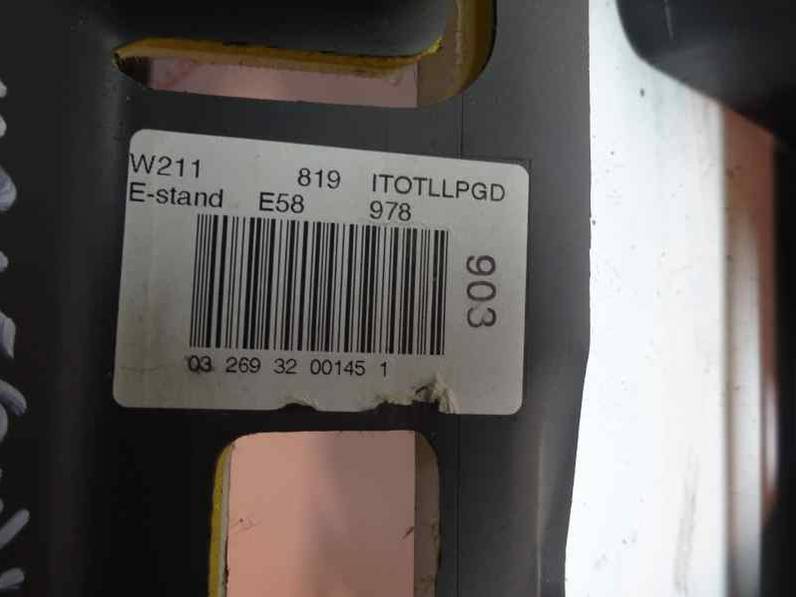 W211 819 ITOTLLPGD
E-stand E58 978
903
03 269 32 00145 1